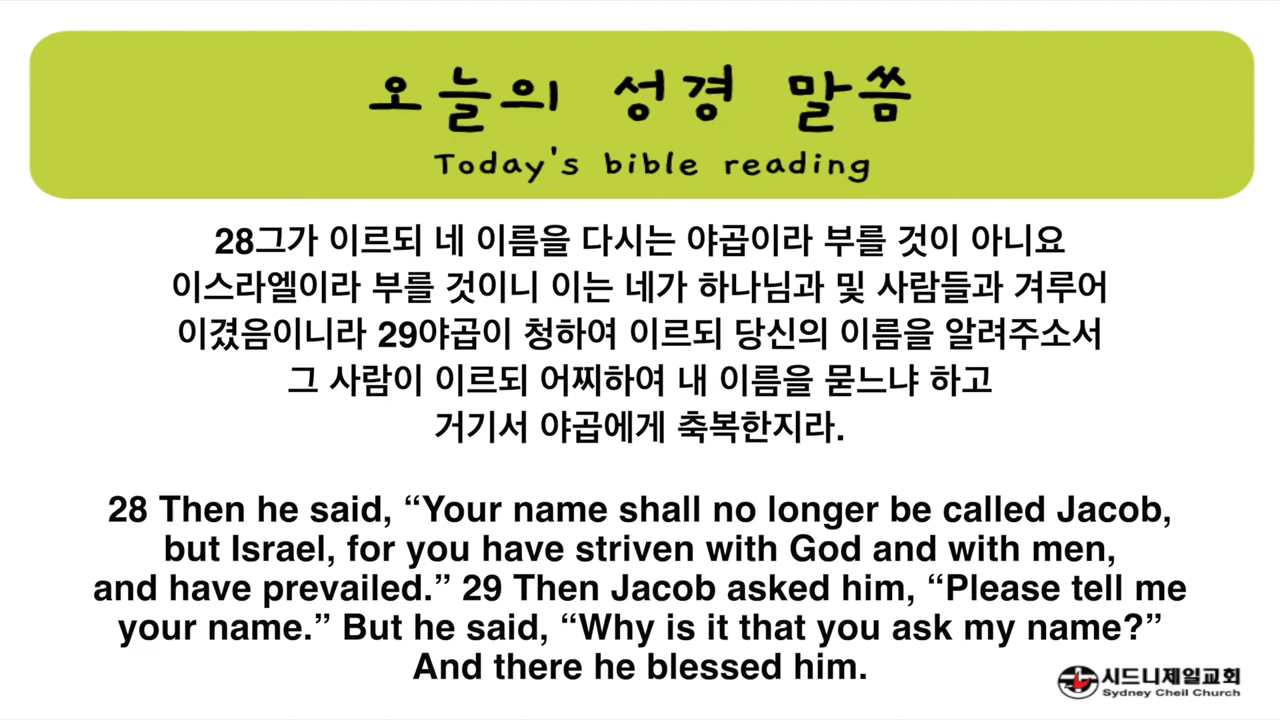 오늘의 성경 말씀
Today's bible reading
28그가 이르되 네 이름을 다시는 야곱이라 부를 것이 아니요
이스라엘이라 부를 것이니 이는 네가 하나님과 및 사람들과 겨루어
이겼음이니라 29야곱이 청하여 이르되 당신의 이름을 알려주소서
그 사람이 이르되 어찌하여 내 이름을 묻느냐 하고
거기서 야곱에게 축복한지라.
28 Then he said, “Your name shall no longer be called Jacob,
but Israel, for you have striven with God and with men,
and have prevailed.” 29 Then Jacob asked him, “Please tell me
your name.” But he said, “Why is it that you ask my name?”
And there he blessed him.
시드니제일교회
Sydney Cheil Church